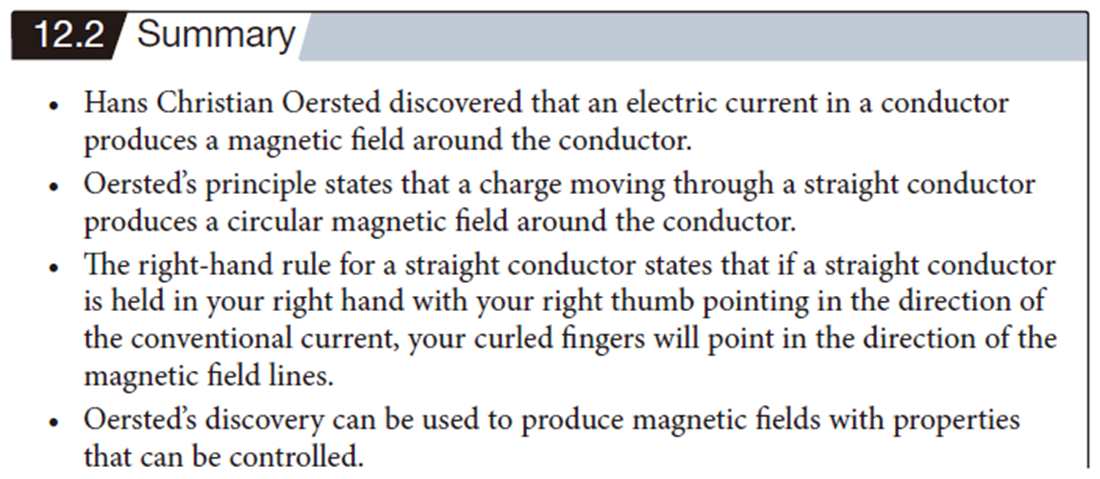 12.2 Summary
• Hans Christian Oersted discovered that an electric current in a conductor
produces a magnetic field around the conductor.
• Oersted’s principle states that a charge moving through a straight conductor
produces a circular magnetic field around the conductor.
• The right-hand rule for a straight conductor states that if a straight conductor
is held in your right hand with your right thumb pointing in the direction of
the conventional current, your curled fingers will point in the direction of the
magnetic field lines.
• Oersted’s discovery can be used to produce magnetic fields with properties
that can be controlled.